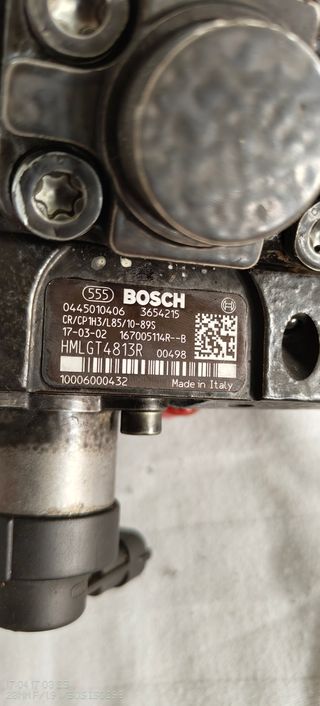 555 BOSCH
0445010406 3654215
CR/CP1H3/L85/10-89S
17-03-02 167005114R--B
HMLGT4813R 00498
10006000432 Made in Italy